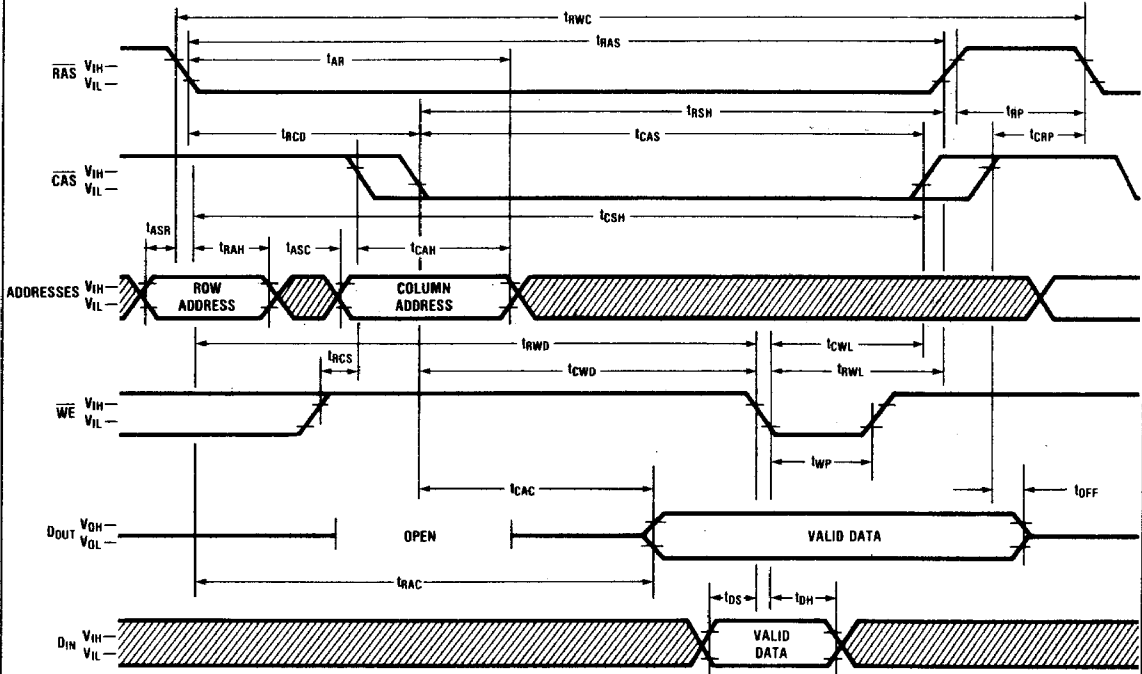 tRWC
tRAS
tAR
RAS VIH
VIL
tRSH
tRP
tRCD
tCAS
tCRP
CAS VIH
VIL
tCSH
tASR
tRAH
tASC
tCAH
ADDRESSES VIH
VIL
ROW ADDRESS
COLUMN ADDRESS
tRWD
tCWL
tRCS
tCWD
tRWL
WE VIH
VIL
tWP
tCAC
tOFF
DOUT VOH
VOL
OPEN
VALID DATA
tRAC
tDS
tDH
DIN VIH
VIL
VALID DATA